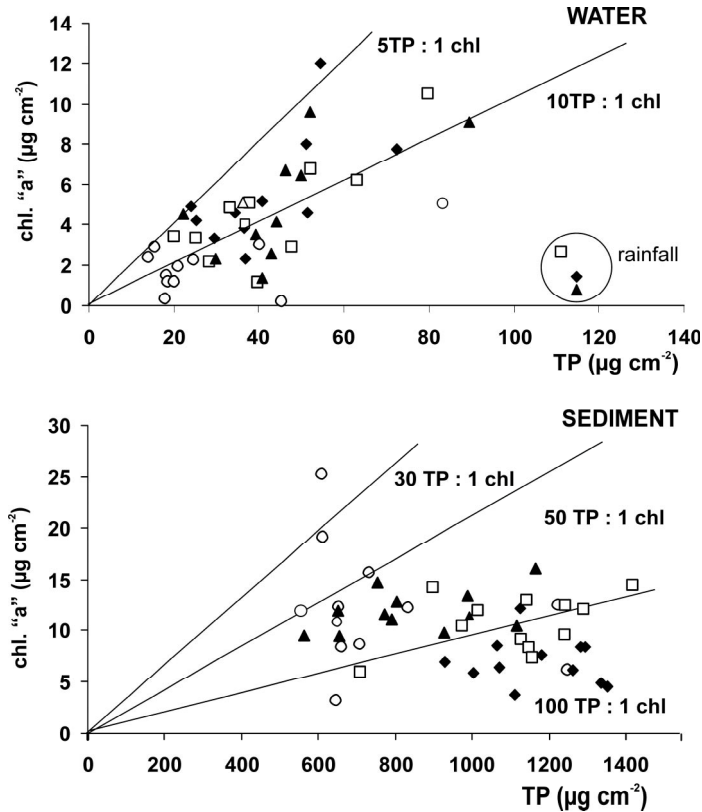 WATER
14
12
10
8
6
4
2
0
chl. “a” (µg cm-2)
5TP : 1 chl
10TP : 1 chl
rainfall
0 20 40 60 80 100 120 140
TP (µg cm-2)
SEDIMENT
30
25
20
15
10
5
0
chl. “a” (µg cm-2)
30 TP : 1 chl
50 TP : 1 chl
100 TP : 1 chl
0 200 400 600 800 1000 1200 1400
TP (µg cm-2)